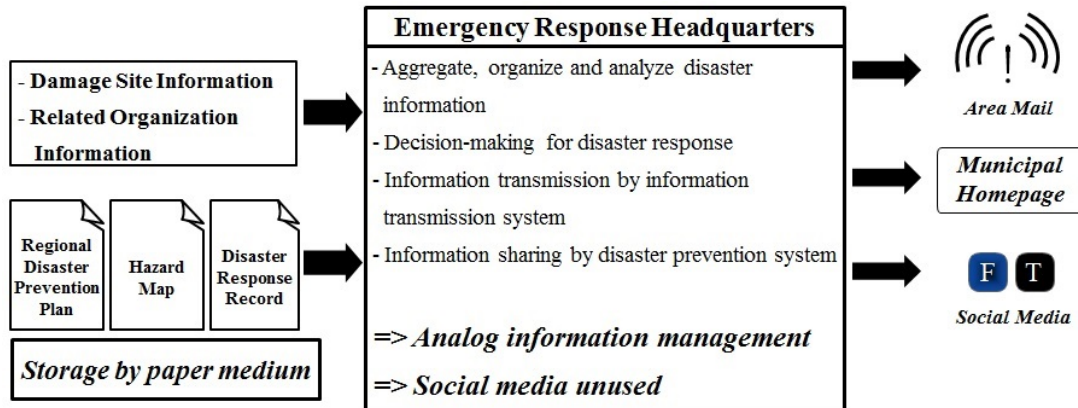 - Damage Site Information
- Related Organization
Information
Regional
Disaster
Prevention
Plan
Hazard
Map
Disaster
Response
Record
Storage by paper medium
Emergency Response Headquarters
- Aggregate, organize and analyze disaster
information
- Decision-making for disaster response
- Information transmission by information
transmission system
- Information sharing by disaster prevention system
=> Analog information management
=> Social media unused
Area Mail
Municipal
Homepage
F T
Social Media